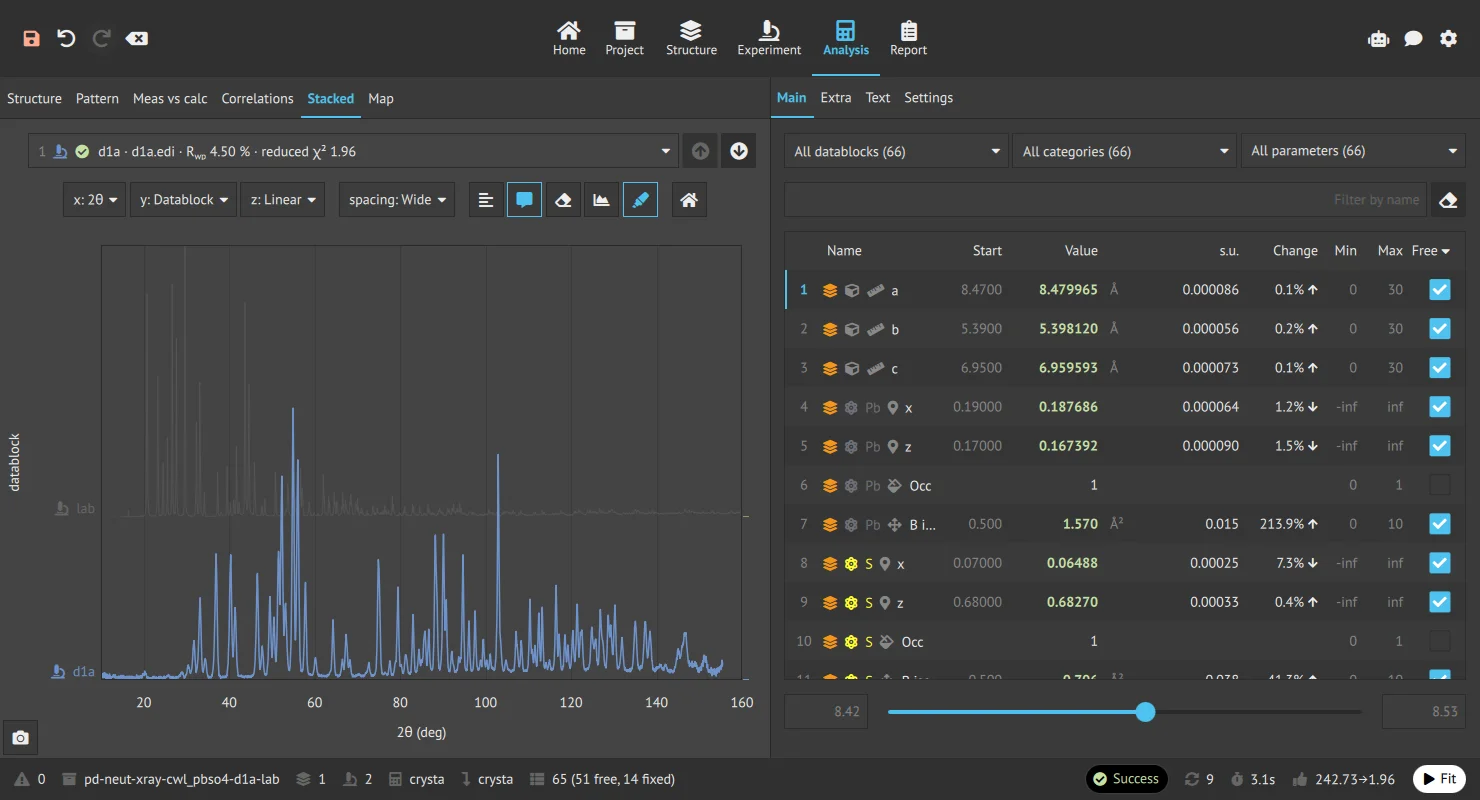 Home Project Structure Experiment Analysis Report
Structure Pattern Meas vs calc Correlations Stacked Map
Main Extra Text Settings
1 d1a · d1a.edi · Rwp 4.50 % · reduced χ² 1.96
All datablocks (66) All categories (66) All parameters (66)
x: 2θ y: Datablock z: Linear spacing: Wide
Filter by name
Name Start Value s.u. Change Min Max Free
1 a 8.4700 8.479965 Å 0.000086 0.1% ↑ 0 30
2 b 5.3900 5.398120 Å 0.000056 0.2% ↑ 0 30
3 c 6.9500 6.959593 Å 0.000073 0.1% ↑ 0 30
4 Pb x 0.19000 0.187686 0.000064 1.2% ↓ -inf inf
5 Pb z 0.17000 0.167392 0.000090 1.5% ↓ -inf inf
6 Pb Occ 1 0 1
7 Pb B i... 0.500 1.570 Å² 0.015 213.9% ↑ 0 10
8 S x 0.07000 0.06488 0.00025 7.3% ↓ -inf inf
9 S z 0.68000 0.68270 0.00033 0.4% ↑ -inf inf
10 S Occ 1 0 1
datablock
lab
d1a
20 40 60 80 100 120 140 160
2θ (deg)
8.42 8.53
0 pd-neut-xray-cwl_pbso4-d1a-lab 1 2 crysta crysta 65 (51 free, 14 fixed)
Success 9 3.1s 242.73→1.96 Fit